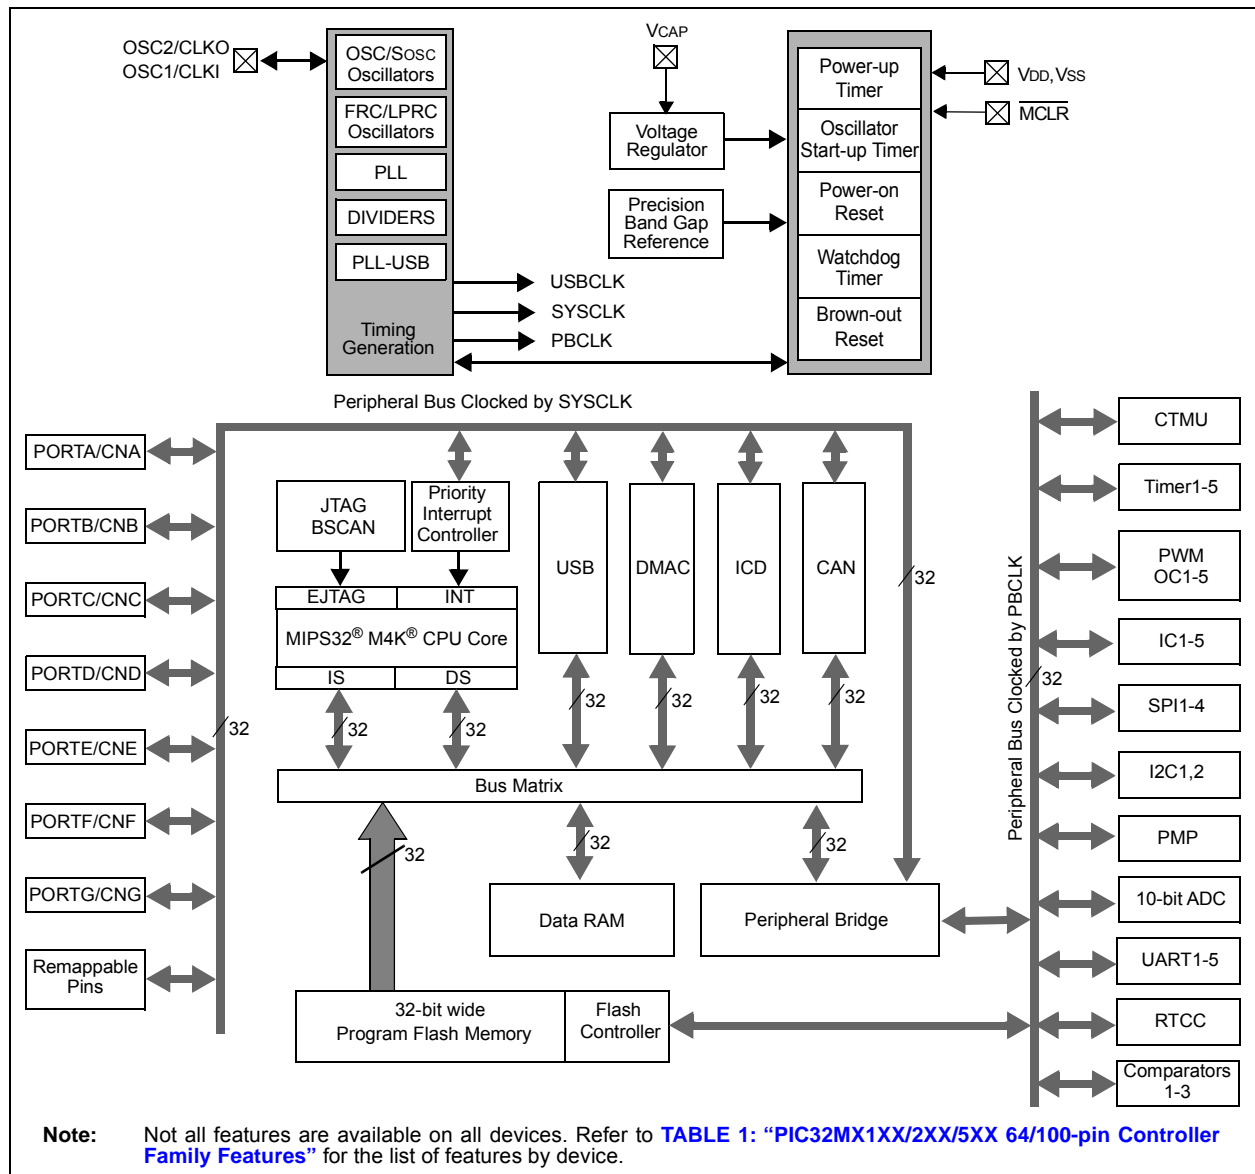 OSC2/CLKO
OSC1/CLKI
OSC/SOSC
Oscillators
FRC/LPRC
Oscillators
PLL
DIVIDERS
PLL-USB
Timing
Generation
USBCLK
SYSCLK
PBCLK
VCAP
Voltage
Regulator
Precision
Band Gap
Reference
Power-up
Timer
Oscillator
Start-up Timer
Power-on
Reset
Watchdog
Timer
Brown-out
Reset
VDD, VSS
MCLR
Peripheral Bus Clocked by SYSCLK
PORTA/CNA
PORTB/CNB
PORTC/CNC
PORTD/CND
PORTE/CNE
PORTF/CNF
PORTG/CNG
Remappable
Pins
32
JTAG
BSCAN
Priority
Interrupt
Controller
EJTAG
INT
MIPS32® M4K® CPU Core
IS
DS
USB
DMAC
ICD
CAN
32
32
32
32
32
32
32
Bus Matrix
32
32
32
Data RAM
Peripheral Bridge
32-bit wide
Program Flash Memory
Flash
Controller
Peripheral Bus Clocked by PBCLK
32
CTMU
Timer1-5
PWM
OC1-5
IC1-5
SPI1-4
I2C1,2
PMP
10-bit ADC
UART1-5
RTCC
Comparators
1-3
Note: Not all features are available on all devices. Refer to TABLE 1: “PIC32MX1XX/2XX/5XX 64/100-pin Controller
Family Features” for the list of features by device.